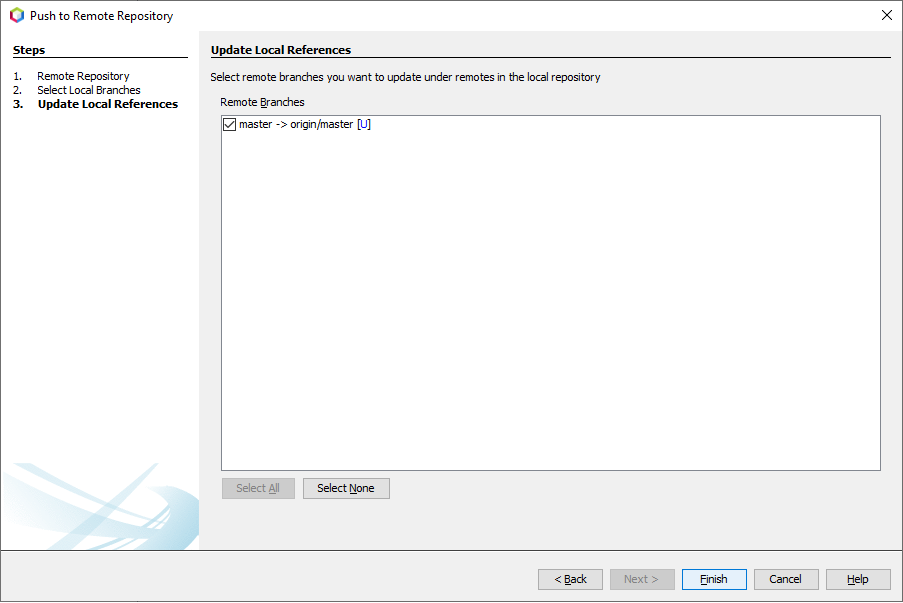 Push to Remote Repository
Steps
1. Remote Repository
2. Select Local Branches
3. Update Local References
Update Local References
Select remote branches you want to update under remotes in the local repository
Remote Branches
master -> origin/master [U]
Select All
Select None
< Back
Next >
Finish
Cancel
Help